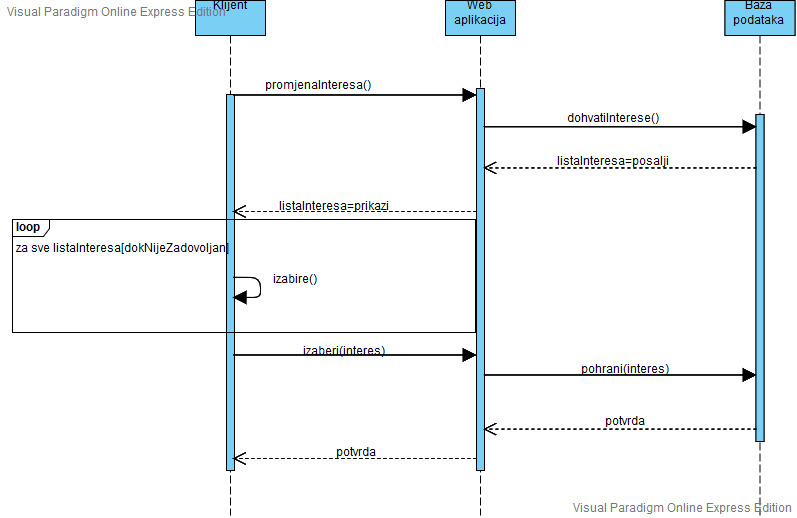 Visual Paradigm Online Express Edition
Klijent
Web
aplikacija
Baza
podataka
promjenaInteresa()
dohvatiInterese()
listaInteresa=posalji
listaInteresa=prikazi
loop
za sve listaInteresa[dokNijeZadovoljan]
izabire()
izaberi(interes)
pohrani(interes)
potvrda
potvrda
Visual Paradigm Online Express Edition